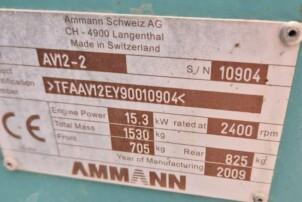 Ammann Schweiz AG
CH - 4900 Langenthal
Made in Switzerland
AV12-2 S/N 10904
>TFAAV12EY90010904<
Engine Power 15.3 kW rated at 2400 rpm
Total Mass 1530 kg
Front 705 kg Rear 825 kg
Year of Manufacturing 2009
CE
AMMANN